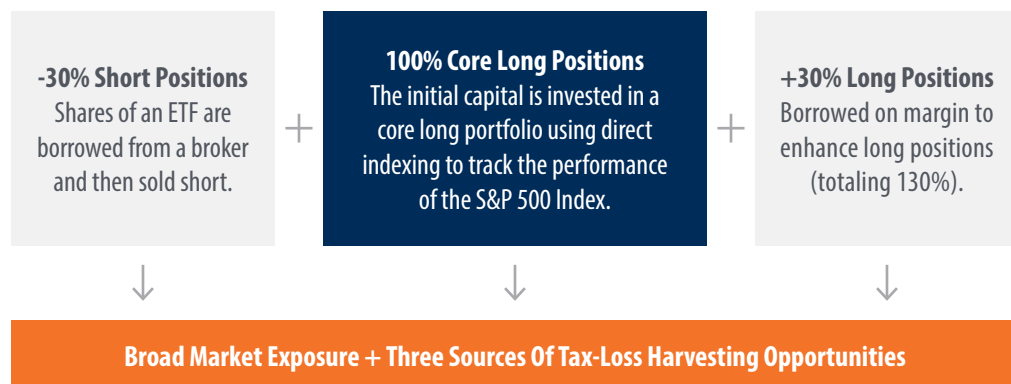 -30% Short Positions
Shares of an ETF are
borrowed from a broker
and then sold short.
+
100% Core Long Positions
The initial capital is invested in a
core long portfolio using direct
indexing to track the performance
of the S&P 500 Index.
+
+30% Long Positions
Borrowed on margin to
enhance long positions
(totaling 130%).
Broad Market Exposure + Three Sources Of Tax-Loss Harvesting Opportunities